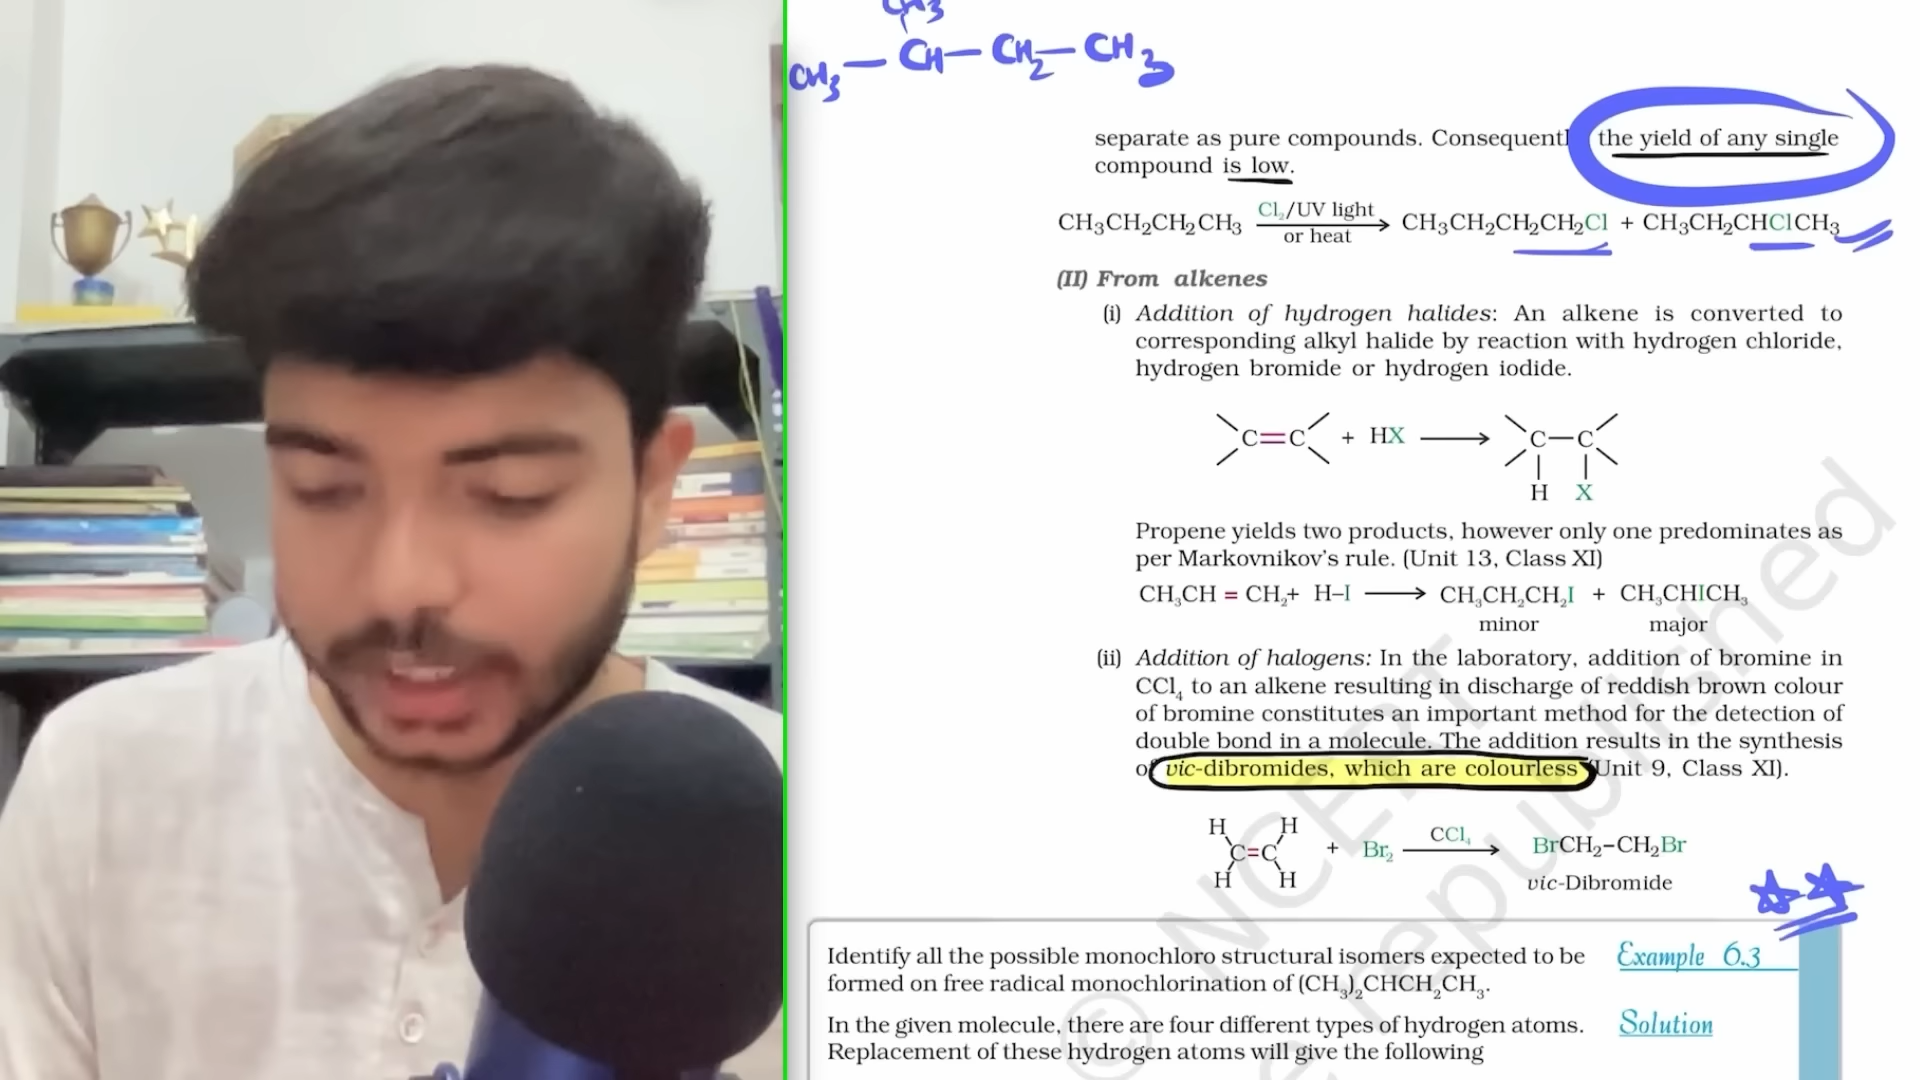 CH₃
CH₃ — CH — CH₂ — CH₃
separate as pure compounds. Consequentl the yield of any single
compound is low.
CH₃CH₂CH₂CH₃ Cl₂/UV light or heat CH₃CH₂CH₂CH₂Cl + CH₃CH₂CHClCH₃
(II) From alkenes
(i) Addition of hydrogen halides: An alkene is converted to
corresponding alkyl halide by reaction with hydrogen chloride,
hydrogen bromide or hydrogen iodide.
C=C + HX ⟶ C–C
H X
Propene yields two products, however only one predominates as
per Markovnikov's rule. (Unit 13, Class XI)
CH₃CH = CH₂+ H–I ⟶ CH₃CH₂CH₂I + CH₃CHICH₃
minor major
(ii) Addition of halogens: In the laboratory, addition of bromine in
CCl₄ to an alkene resulting in discharge of reddish brown colour
of bromine constitutes an important method for the detection of
double bond in a molecule. The addition results in the synthesis
of vic-dibromides, which are colourless (Unit 9, Class XI).
H H
C=C + Br₂ CCl₄ ⟶ BrCH₂–CH₂Br
H H vic-Dibromide
Identify all the possible monochloro structural isomers expected to be Example 6.3
formed on free radical monochlorination of (CH₃)₂CHCH₂CH₃.
In the given molecule, there are four different types of hydrogen atoms. Solution
Replacement of these hydrogen atoms will give the following
© NCERT
republished